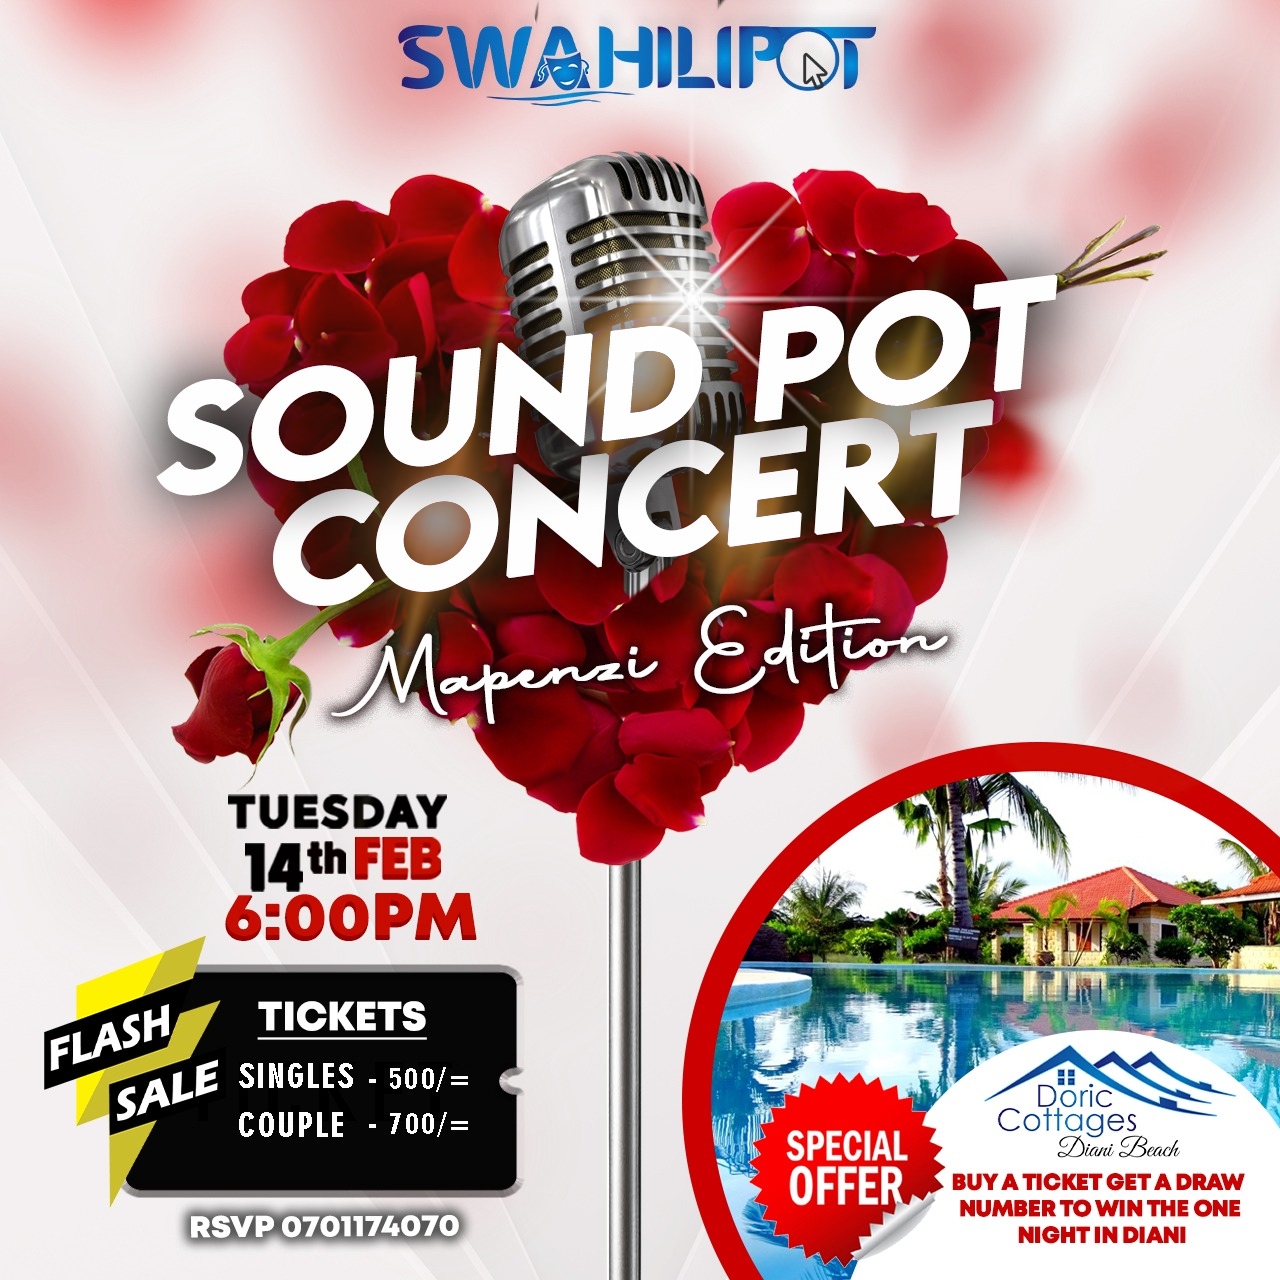 SWAHILIPOT
SOUND POT
CONCERT
Mapenzi Edition
TUESDAY
14th FEB
6:00PM
FLASH
SALE
TICKETS
SINGLES - 500/=
COUPLE - 700/=
RSVP 0701174070
SPECIAL
OFFER
Doric
Cottages
Diani Beach
BUY A TICKET GET A DRAW
NUMBER TO WIN THE ONE
NIGHT IN DIANI